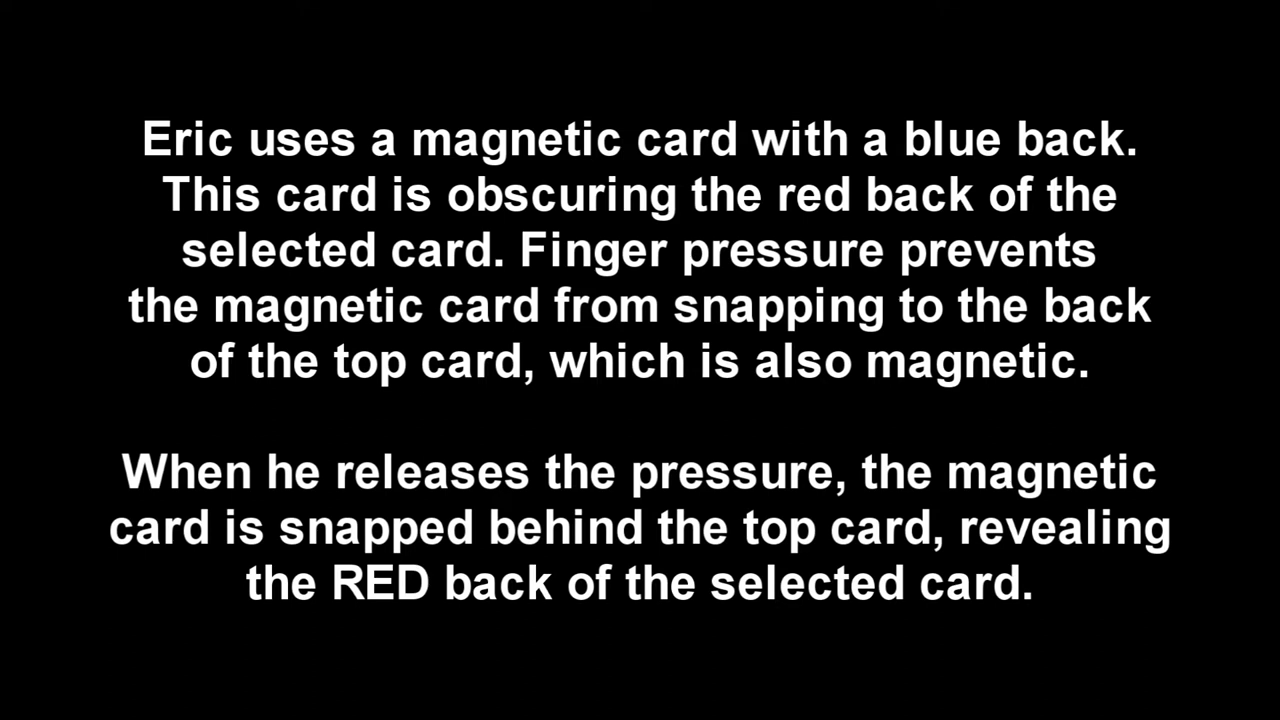 Eric uses a magnetic card with a blue back.
This card is obscuring the red back of the
selected card. Finger pressure prevents
the magnetic card from snapping to the back
of the top card, which is also magnetic.
When he releases the pressure, the magnetic
card is snapped behind the top card, revealing
the RED back of the selected card.